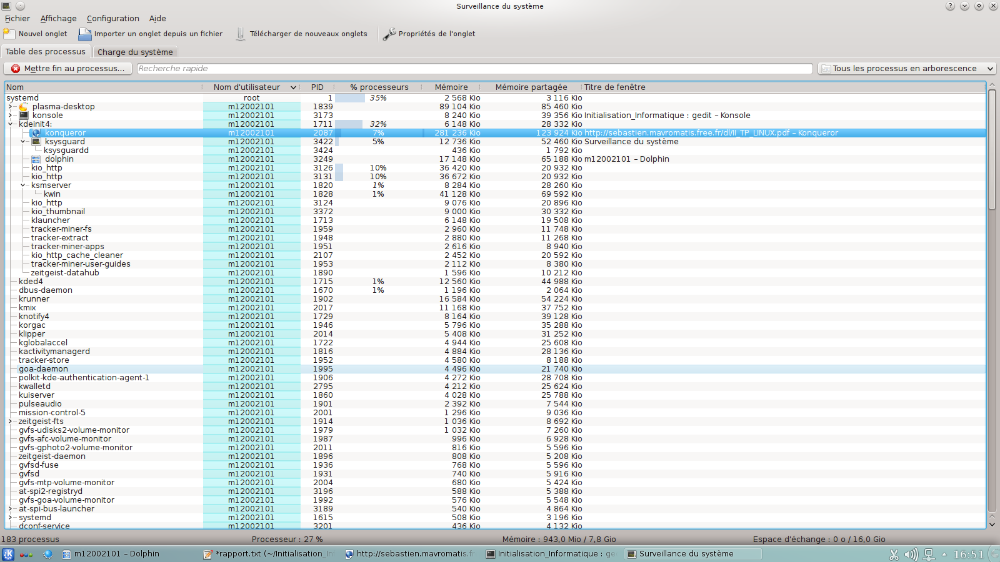 Surveillance du système
Fichier Affichage Configuration Aide
Nouvel onglet Importer un onglet depuis un fichier Télécharger de nouveaux onglets Propriétés de l'onglet
Table des processus Charge du système
Mettre fin au processus... Recherche rapide Tous les processus en arborescence
Nom Nom d'utilisateur PID % processeurs Mémoire Mémoire partagée Titre de fenêtre
systemd root 1 35% 2 568 Kio 3 116 Kio
plasma-desktop m12002101 1839 89 104 Kio 85 460 Kio
konsole m12002101 3173 8 240 Kio 39 356 Kio Initialisation_Informatique : gedit – Konsole
kdeinit4: m12002101 1711 32% 6 148 Kio 28 332 Kio
konqueror m12002101 2087 7% 281 236 Kio 123 924 Kio http://sebastien.mavromatis.free.fr/dl/II_TP_LINUX.pdf – Konqueror
ksysguard m12002101 3422 5% 12 736 Kio 52 460 Kio Surveillance du système
ksysguardd m12002101 3424 436 Kio 1 792 Kio
dolphin m12002101 3249 17 148 Kio 65 188 Kio m12002101 – Dolphin
kio_http m12002101 3126 10% 36 420 Kio 20 932 Kio
kio_http m12002101 3131 10% 36 672 Kio 20 932 Kio
ksmserver m12002101 1820 1% 8 284 Kio 28 260 Kio
kwin m12002101 1828 1% 41 128 Kio 69 592 Kio
kio_http m12002101 3124 9 076 Kio 20 896 Kio
kio_thumbnail m12002101 3372 9 000 Kio 30 332 Kio
klauncher m12002101 1713 6 148 Kio 19 508 Kio
tracker-miner-fs m12002101 1959 2 960 Kio 11 748 Kio
tracker-extract m12002101 1948 2 880 Kio 11 268 Kio
tracker-miner-apps m12002101 1951 2 616 Kio 8 940 Kio
kio_http_cache_cleaner m12002101 2107 2 452 Kio 20 592 Kio
tracker-miner-user-guides m12002101 1953 2 112 Kio 8 380 Kio
zeitgeist-datahub m12002101 1890 1 596 Kio 10 212 Kio
kded4 m12002101 1715 1% 12 560 Kio 44 988 Kio
dbus-daemon m12002101 1670 1% 1 196 Kio 2 064 Kio
krunner m12002101 1902 16 584 Kio 54 224 Kio
kmix m12002101 2017 11 168 Kio 37 752 Kio
knotify4 m12002101 1729 8 164 Kio 39 128 Kio
korgac m12002101 1946 5 796 Kio 35 288 Kio
klipper m12002101 2014 5 408 Kio 31 252 Kio
kglobalaccel m12002101 1722 4 944 Kio 25 608 Kio
kactivitymanagerd m12002101 1816 4 884 Kio 28 136 Kio
tracker-store m12002101 1952 4 580 Kio 8 188 Kio
goa-daemon m12002101 1995 4 496 Kio 21 740 Kio
polkit-kde-authentication-agent-1 m12002101 1906 4 272 Kio 28 708 Kio
kwalletd m12002101 2795 4 212 Kio 25 624 Kio
kuiserver m12002101 1860 4 028 Kio 25 788 Kio
pulseaudio m12002101 1901 2 392 Kio 7 544 Kio
mission-control-5 m12002101 2001 1 296 Kio 9 036 Kio
zeitgeist-fts m12002101 1914 1 036 Kio 8 692 Kio
gvfs-udisks2-volume-monitor m12002101 1979 1 032 Kio 7 260 Kio
gvfs-afc-volume-monitor m12002101 1987 996 Kio 6 928 Kio
gvfs-gphoto2-volume-monitor m12002101 2011 816 Kio 5 596 Kio
zeitgeist-daemon m12002101 1896 808 Kio 5 208 Kio
gvfsd-fuse m12002101 1936 768 Kio 5 596 Kio
gvfsd m12002101 1931 740 Kio 5 916 Kio
gvfs-mtp-volume-monitor m12002101 2004 680 Kio 5 424 Kio
at-spi2-registryd m12002101 3196 588 Kio 5 388 Kio
gvfs-goa-volume-monitor m12002101 1992 576 Kio 5 548 Kio
at-spi-bus-launcher m12002101 3189 540 Kio 4 864 Kio
systemd m12002101 1615 508 Kio 3 196 Kio
dconf-service m12002101 3201 436 Kio 4 132 Kio
183 processus Processeur : 27 % Mémoire : 943,0 Mio / 7,8 Gio Espace d'échange : 0 o / 16,0 Gio
m12002101 – Dolphin *rapport.txt (~/Initialisation_In http://sebastien.mavromatis.fr Initialisation_Informatique : ge Surveillance du système 16:51